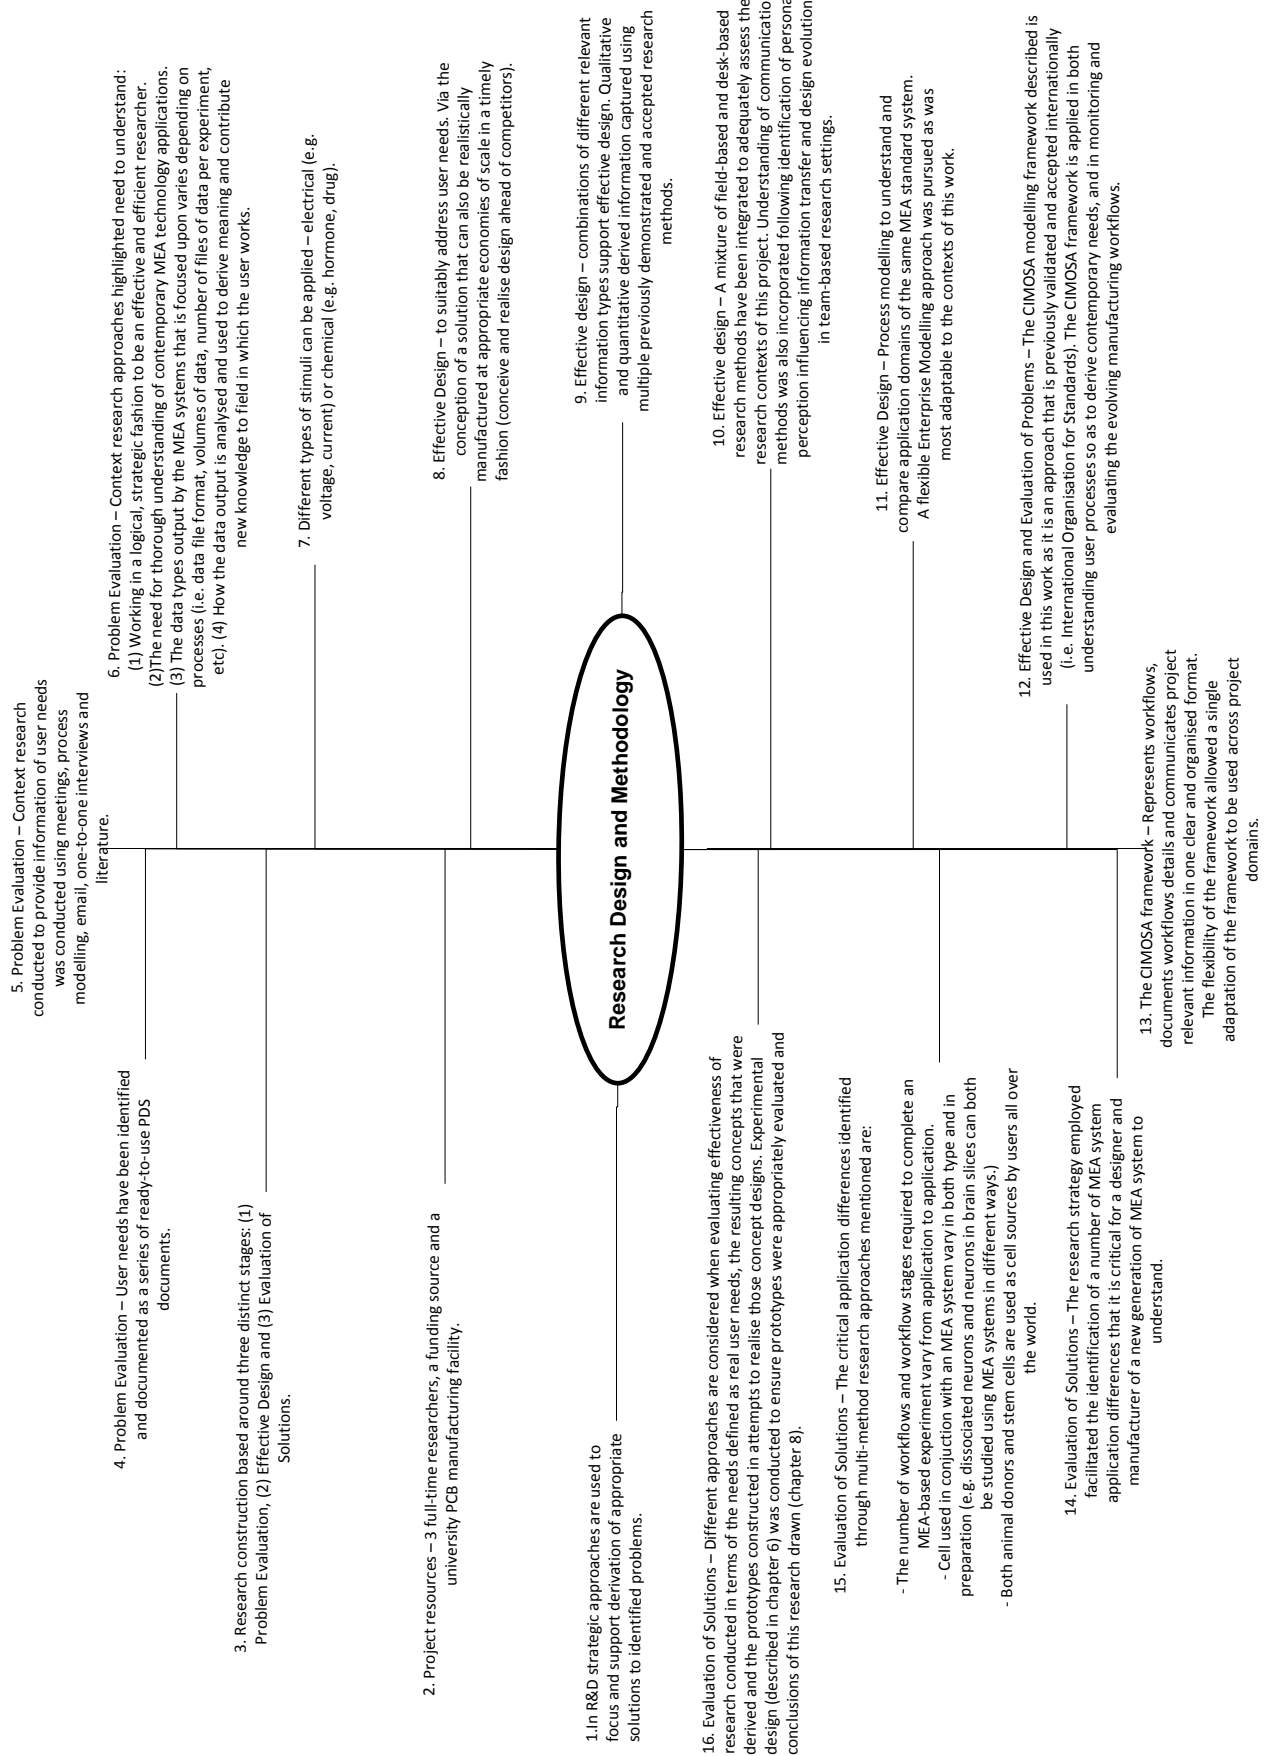 Research Design and Methodology
1.In R&D strategic approaches are used to
focus and support derivation of appropriate
solutions to identified problems.
2. Project resources – 3 full-time researchers, a funding source and a
university PCB manufacturing facility.
3. Research construction based around three distinct stages: (1)
Problem Evaluation, (2) Effective Design and (3) Evaluation of
Solutions.
4. Problem Evaluation – User needs have been identified
and documented as a series of ready-to-use PDS
documents.
5. Problem Evaluation – Context research
conducted to provide information of user needs
was conducted using meetings, process
modelling, email, one-to-one interviews and
literature.
6. Problem Evaluation – Context research approaches highlighted need to understand:
(1) Working in a logical, strategic fashion to be an effective and efficient researcher.
(2)The need for thorough understanding of contemporary MEA technology applications.
(3) The data types output by the MEA systems that is focused upon varies depending on
processes (i.e. data file format, volumes of data, number of files of data per experiment,
etc). (4) How the data output is analysed and used to derive meaning and contribute
new knowledge to field in which the user works.
7. Different types of stimuli can be applied – electrical (e.g.
voltage, current) or chemical (e.g. hormone, drug).
8. Effective Design – to suitably address user needs. Via the
conception of a solution that can also be realistically
manufactured at appropriate economies of scale in a timely
fashion (conceive and realise design ahead of competitors).
9. Effective design – combinations of different relevant
information types support effective design. Qualitative
and quantitative derived information captured using
multiple previously demonstrated and accepted research
methods.
10. Effective design – A mixture of field-based and desk-based
research methods have been integrated to adequately assess the
research contexts of this project. Understanding of communicatio
methods was also incorporated following identification of persona
perception influencing information transfer and design evolution
in team-based research settings.
11. Effective Design – Process modelling to understand and
compare application domains of the same MEA standard system.
A flexible Enterprise Modelling approach was pursued as was
most adaptable to the contexts of this work.
12. Effective Design and Evaluation of Problems – The CIMOSA modelling framework described is
used in this work as it is an approach that is previously validated and accepted internationally
(i.e. International Organisation for Standards). The CIMOSA framework is applied in both
understanding user processes so as to derive contemporary needs, and in monitoring and
evaluating the evolving manufacturing workflows.
13. The CIMOSA framework – Represents workflows,
documents workflows details and communicates project
relevant information in one clear and organised format.
The flexibility of the framework allowed a single
adaptation of the framework to be used across project
domains.
14. Evaluation of Solutions – The research strategy employed
facilitated the identification of a number of MEA system
application differences that it is critical for a designer and
manufacturer of a new generation of MEA system to
understand.
15. Evaluation of Solutions – The critical application differences identified
through multi-method research approaches mentioned are:
- The number of workflows and workflow stages required to complete an
MEA-based experiment vary from application to application.
- Cell used in conjuction with an MEA system vary in both type and in
preparation (e.g. dissociated neurons and neurons in brain slices can both
be studied using MEA systems in different ways.)
- Both animal donors and stem cells are used as cell sources by users all over
the world.
16. Evaluation of Solutions – Different approaches are considered when evaluating effectiveness of
research conducted in terms of the needs defined as real user needs, the resulting concepts that were
derived and the prototypes constructed in attempts to realise those concept designs. Experimental
design (described in chapter 6) was conducted to ensure prototypes were appropriately evaluated and
conclusions of this research drawn (chapter 8).